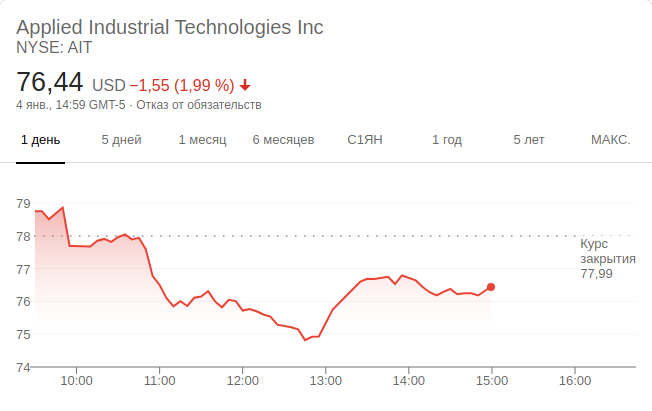 Applied Industrial Technologies Inc
NYSE: AIT
76,44 USD −1,55 (1,99 %)
4 янв., 14:59 GMT-5 · Отказ от обязательств
1 день 5 дней 1 месяц 6 месяцев С1ЯН 1 год 5 лет МАКС.
79
78
Курс
закрытия
77,99
77
76
75
74
10:00 11:00 12:00 13:00 14:00 15:00 16:00